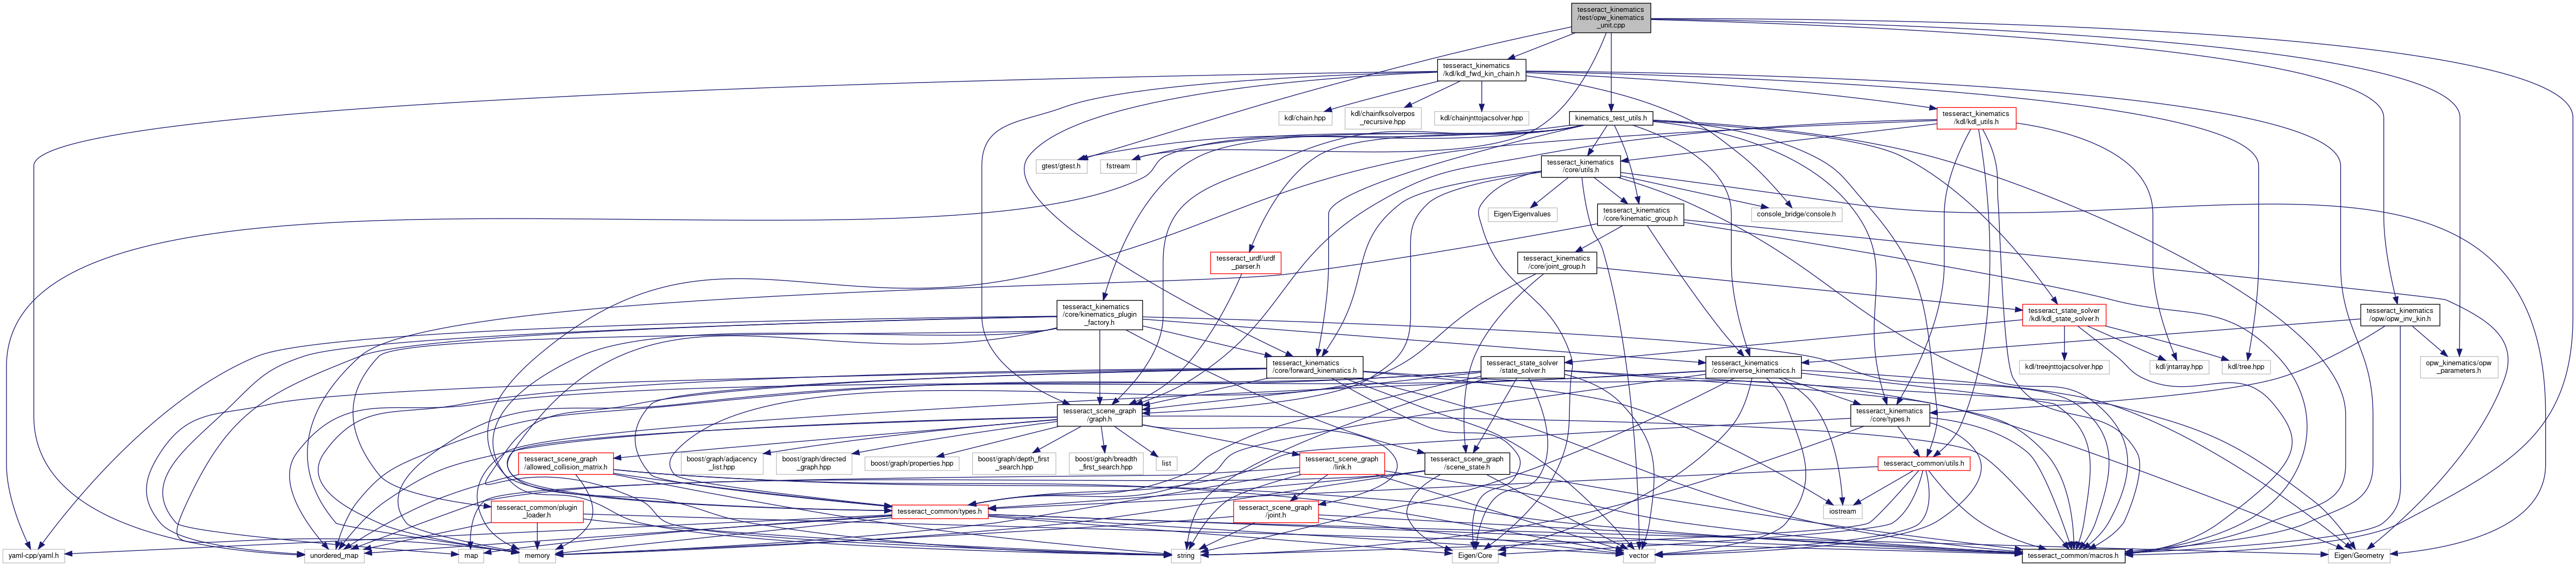 tesseract_kinematics
/test/opw_kinematics
_unit.cpp
tesseract_kinematics
/kdl/kdl_fwd_kin_chain.h
kdl/chain.hpp
kdl/chainfksolverpos
_recursive.hpp
kdl/chainjnttojacsolver.hpp
kinematics_test_utils.h
tesseract_kinematics
/kdl/kdl_utils.h
gtest/gtest.h
fstream
tesseract_kinematics
/core/utils.h
Eigen/Eigenvalues
tesseract_kinematics
/core/kinematic_group.h
console_bridge/console.h
tesseract_urdf/urdf
_parser.h
tesseract_kinematics
/core/joint_group.h
tesseract_kinematics
/core/kinematics_plugin
_factory.h
tesseract_state_solver
/kdl/kdl_state_solver.h
tesseract_kinematics
/opw/opw_inv_kin.h
tesseract_kinematics
/core/forward_kinematics.h
tesseract_state_solver
/state_solver.h
tesseract_kinematics
/core/inverse_kinematics.h
kdl/treejnttojacsolver.hpp
kdl/jntarray.hpp
kdl/tree.hpp
opw_kinematics/opw
_parameters.h
tesseract_scene_graph
/graph.h
tesseract_kinematics
/core/types.h
tesseract_scene_graph
/allowed_collision_matrix.h
boost/graph/adjacency
_list.hpp
boost/graph/directed
_graph.hpp
boost/graph/properties.hpp
boost/graph/depth_first
_search.hpp
boost/graph/breadth
_first_search.hpp
list
tesseract_scene_graph
/link.h
tesseract_scene_graph
/scene_state.h
tesseract_common/utils.h
tesseract_common/plugin
_loader.h
tesseract_common/types.h
tesseract_scene_graph
/joint.h
iostream
yaml-cpp/yaml.h
unordered_map
map
memory
string
Eigen/Core
vector
tesseract_common/macros.h
Eigen/Geometry